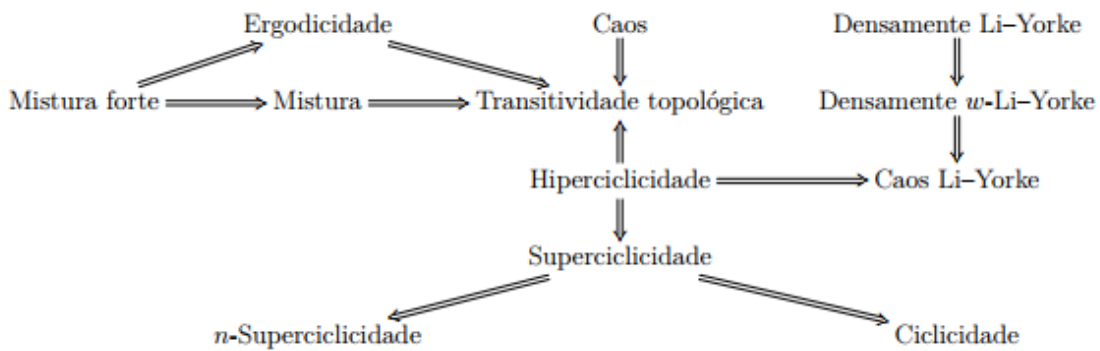 Ergodicidade Caos Densamente Li–Yorke
Mistura forte Mistura Transitividade topológica Densamente w-Li–Yorke
Hiperciclicidade Caos Li–Yorke
Superciclicidade
n-Superciclicidade Ciclicidade